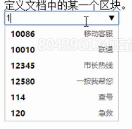 定义文档中的某一个区块。
1
10086 移动客服
10010 联通
12345 市长热线
12580 一按我帮您
114 查号
120 急救